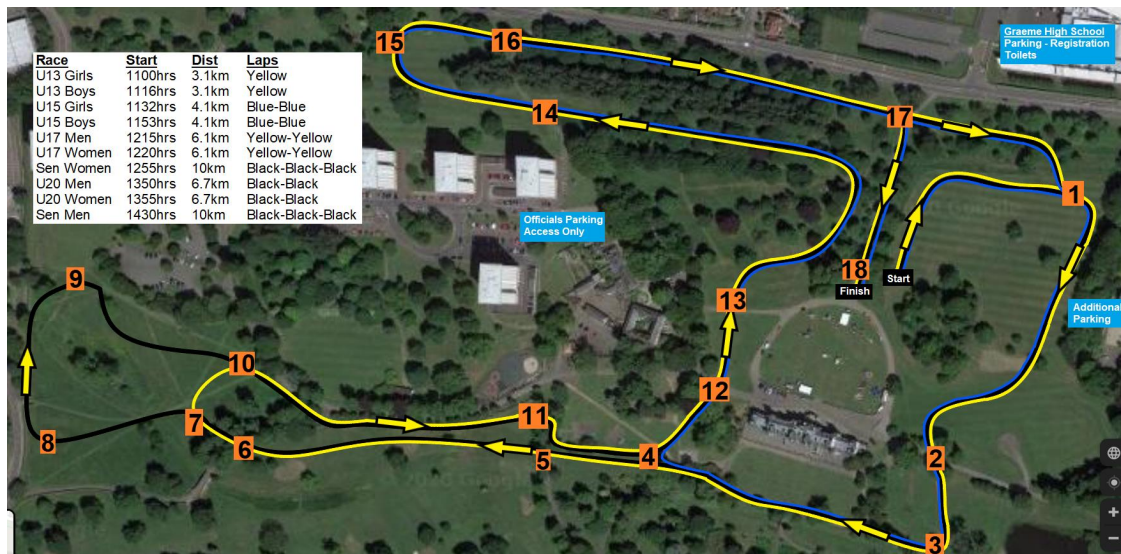 Graeme High School
Parking - Registration
Toilets
Race Start Dist Laps
U13 Girls 1100hrs 3.1km Yellow
U13 Boys 1116hrs 3.1km Yellow
U15 Girls 1132hrs 4.1km Blue-Blue
U15 Boys 1153hrs 4.1km Blue-Blue
U17 Men 1215hrs 6.1km Yellow-Yellow
U17 Women 1220hrs 6.1km Yellow-Yellow
Sen Women 1255hrs 10km Black-Black-Black
U20 Men 1350hrs 6.7km Black-Black
U20 Women 1355hrs 6.7km Black-Black
Sen Men 1430hrs 10km Black-Black-Black
15
16
14
17
1
Officials Parking
Access Only
18
Finish
Start
9
13
Additional
Parking
10
12
7
11
8
6
5
4
2
3